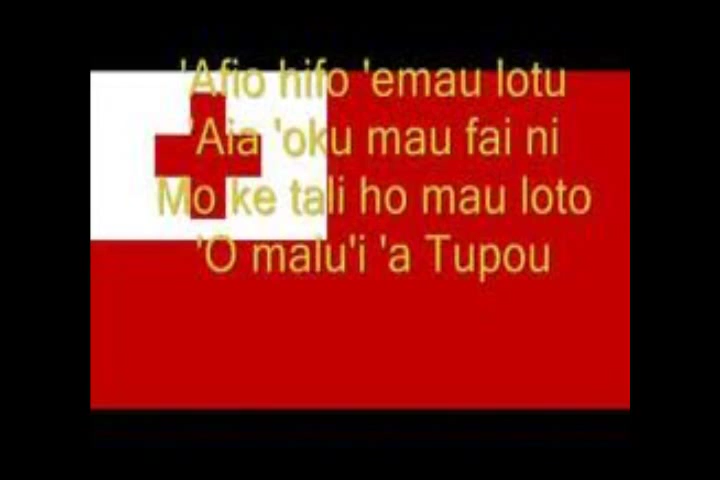 'Afio hifo 'emau lotu
'Aia 'oku mau fai ni
Mo ke tali ho mau loto
'O malu'i 'a Tupou